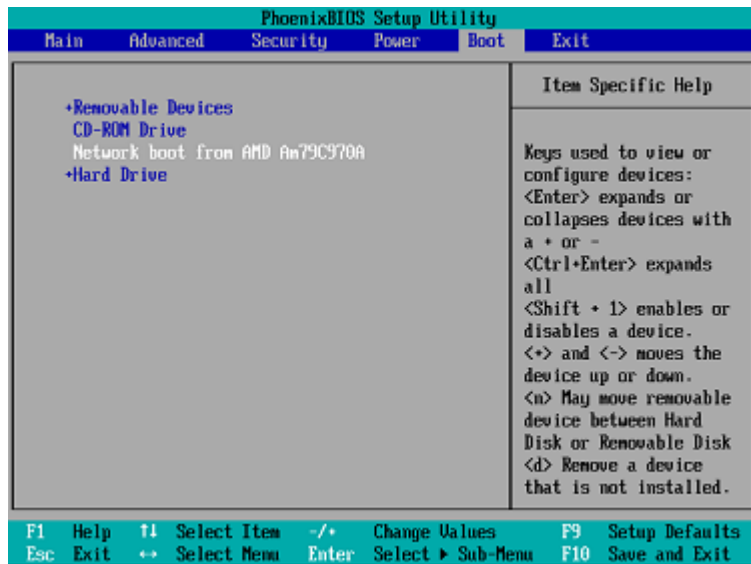 PhoenixBIOS Setup Utility
Main Advanced Security Power Boot Exit
+Removable Devices
CD-ROM Drive
Network boot from AMD Am79C970A
+Hard Drive
Item Specific Help
Keys used to view or
configure devices:
<Enter> expands or
collapses devices with
a + or -
<Ctrl+Enter> expands
all
<Shift + 1> enables or
disables a device.
<+> and <-> moves the
device up or down.
<n> May move removable
device between Hard
Disk or Removable Disk
<d> Remove a device
that is not installed.
F1 Help ↑↓ Select Item -/+ Change Values F9 Setup Defaults
Esc Exit ↔ Select Menu Enter Select ▶ Sub-Menu F10 Save and Exit